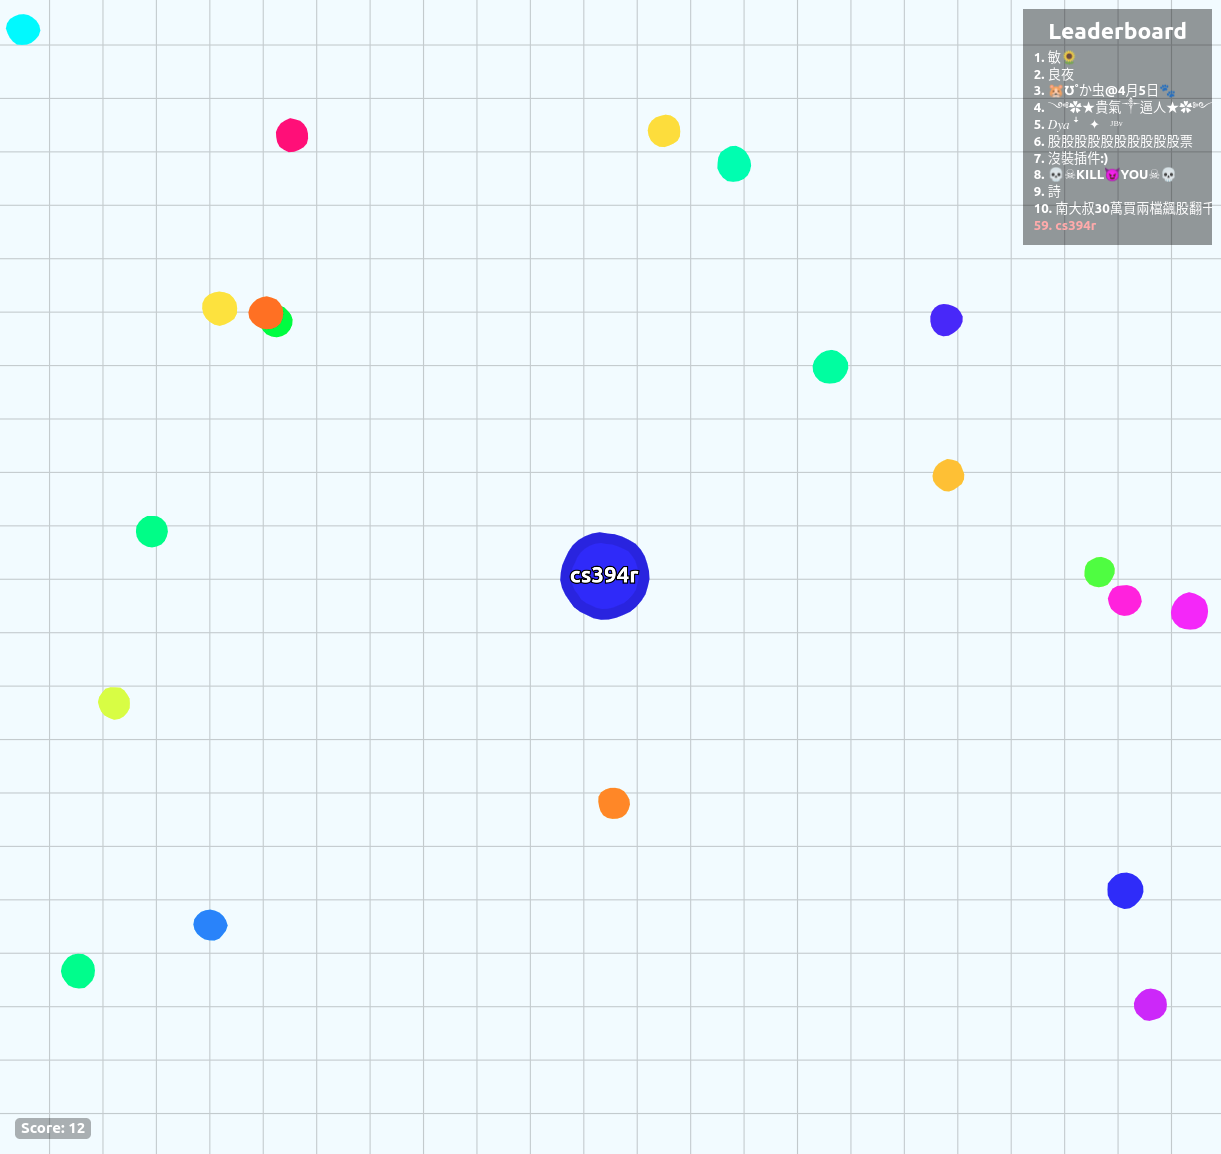 Leaderboard
1. 敏🌻
2. 良夜
3. 🐹℧˚か虫@4月5日🐾
4. ༺✿ൠ★貴氣༒逼人★✿ൠ༻
5. Dya ✦ ᴶᴮʸ
6. 股股股股股股股股股股票
7. 沒裝插件:)
8. 💀☠KILL😈YOU☠💀
9. 詩
10. 南大叔30萬買兩檔飆股翻千
59. cs394r
cs394r
Score: 12